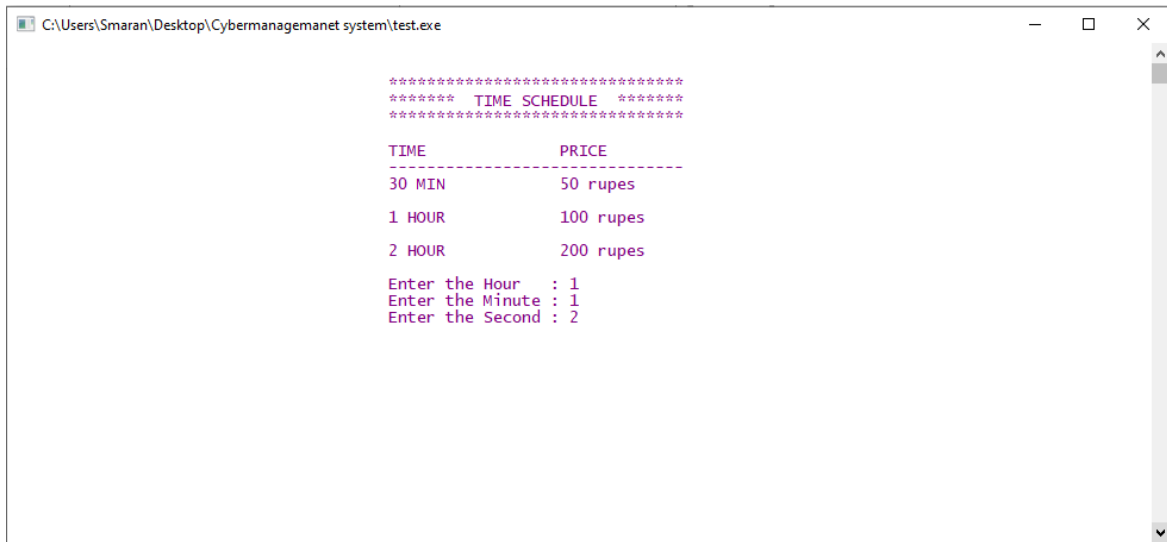 C:\Users\Smaran\Desktop\Cybermanagemanet system\test.exe
*******************************
*******  TIME SCHEDULE  *******
*******************************
TIME              PRICE
-------------------------------
30 MIN            50 rupes
1 HOUR            100 rupes
2 HOUR            200 rupes
Enter the Hour   : 1
Enter the Minute : 1
Enter the Second : 2